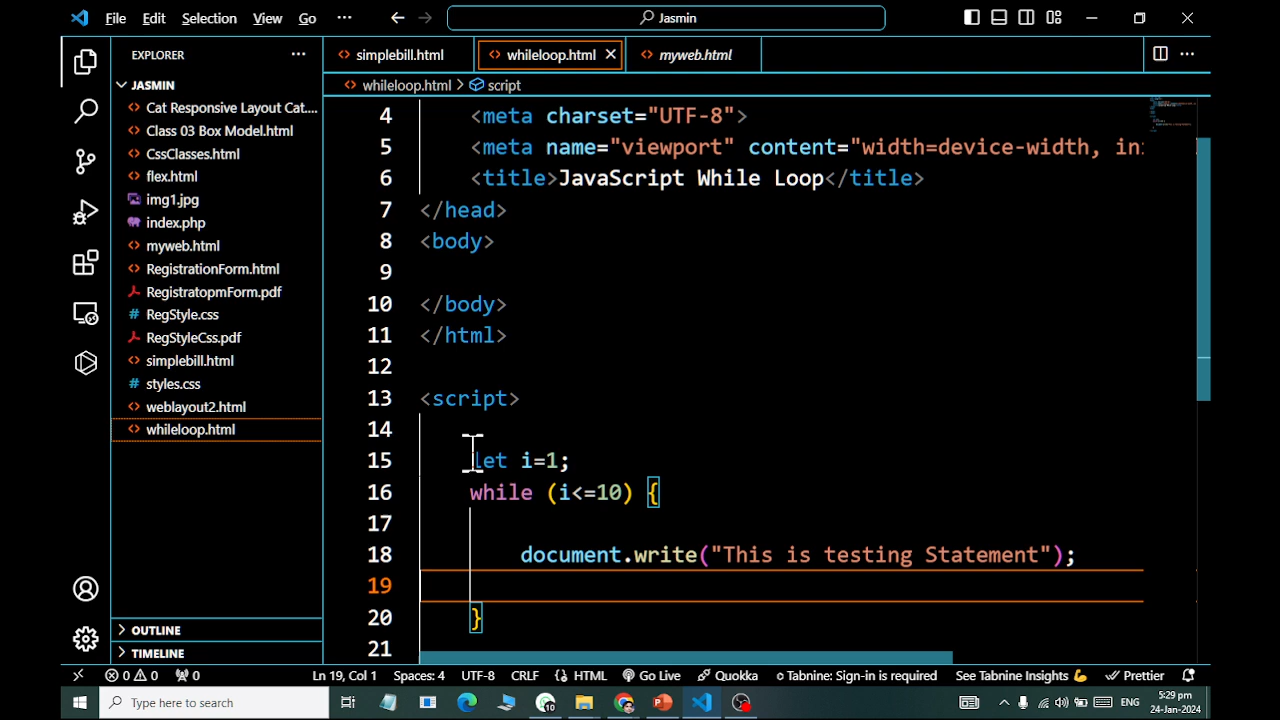 File Edit Selection View Go ··· Jasmin
EXPLORER ···
simplebill.html whileloop.html myweb.html ···
JASMIN
whileloop.html > script
Cat Responsive Layout Cat....
Class 03 Box Model.html
CssClasses.html
flex.html
img1.jpg
index.php
myweb.html
RegistrationForm.html
RegistratopmForm.pdf
RegStyle.css
RegStyleCss.pdf
simplebill.html
styles.css
weblayout2.html
whileloop.html
OUTLINE
TIMELINE
4 <meta charset="UTF-8">
5 <meta name="viewport" content="width=device-width, in
6 <title>JavaScript While Loop</title>
7 </head>
8 <body>
9
10 </body>
11 </html>
12
13 <script>
14
15 let i=1;
16 while (i<=10) {
17
18 document.write("This is testing Statement");
19
20 }
21
0 0 0 Ln 19, Col 1 Spaces: 4 UTF-8 CRLF HTML Go Live Quokka Tabnine: Sign-in is required See Tabnine Insights Prettier
Type here to search 10 ENG 5:29 pm
24-Jan-2024